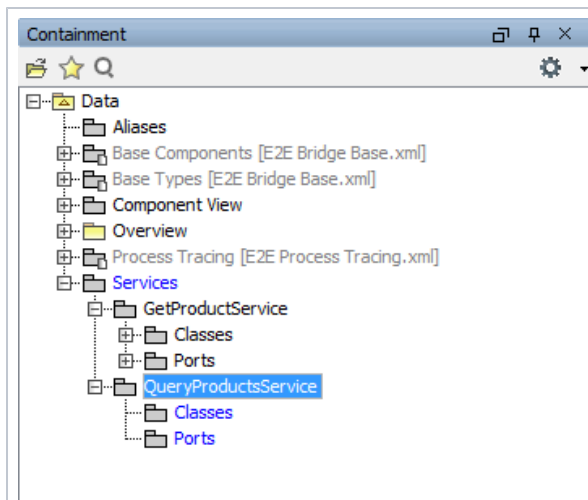 Containment
Data
Aliases
Base Components [E2E Bridge Base.xml]
Base Types [E2E Bridge Base.xml]
Component View
Overview
Process Tracing [E2E Process Tracing.xml]
Services
GetProductService
Classes
Ports
QueryProductsService
Classes
Ports